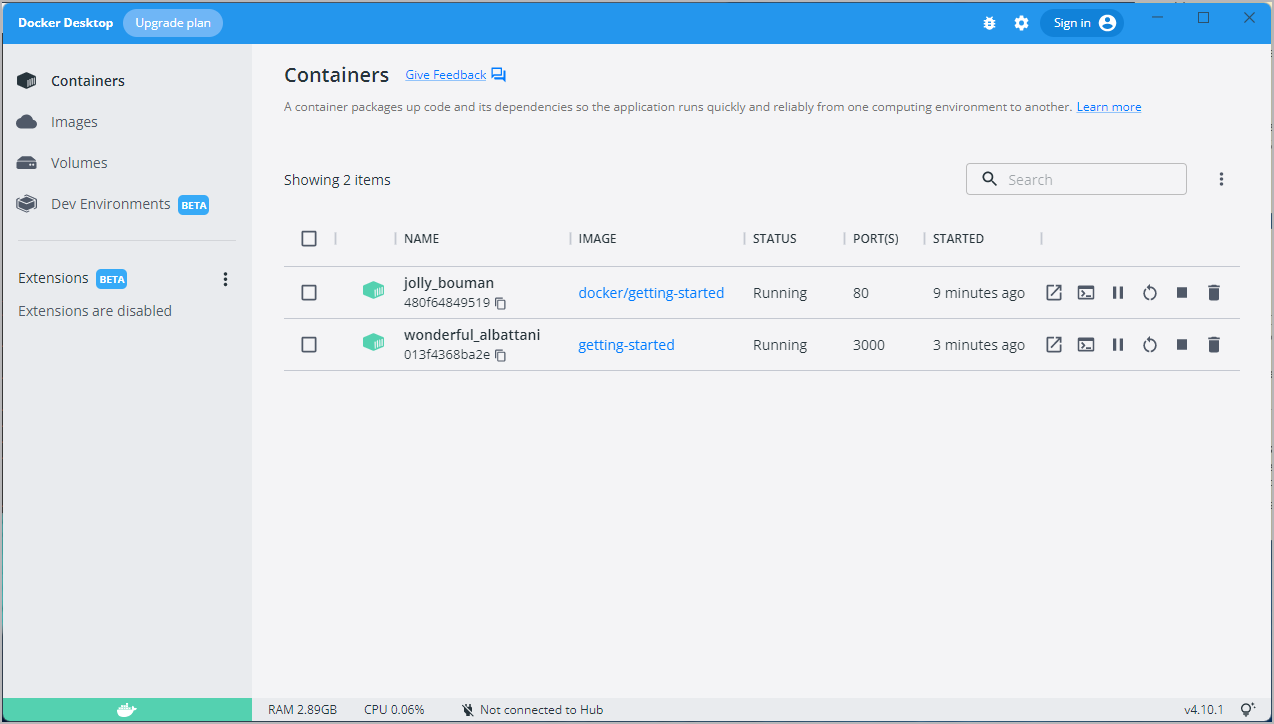 Docker Desktop Upgrade plan Sign in
Containers
Images
Volumes
Dev Environments BETA
Extensions BETA
Extensions are disabled
Containers Give Feedback
A container packages up code and its dependencies so the application runs quickly and reliably from one computing environment to another. Learn more
Showing 2 items Search
NAME IMAGE STATUS PORT(S) STARTED
jolly_bouman
480f64849519 docker/getting-started Running 80 9 minutes ago
wonderful_albattani
013f4368ba2e getting-started Running 3000 3 minutes ago
RAM 2.89GB CPU 0.06% Not connected to Hub v4.10.1